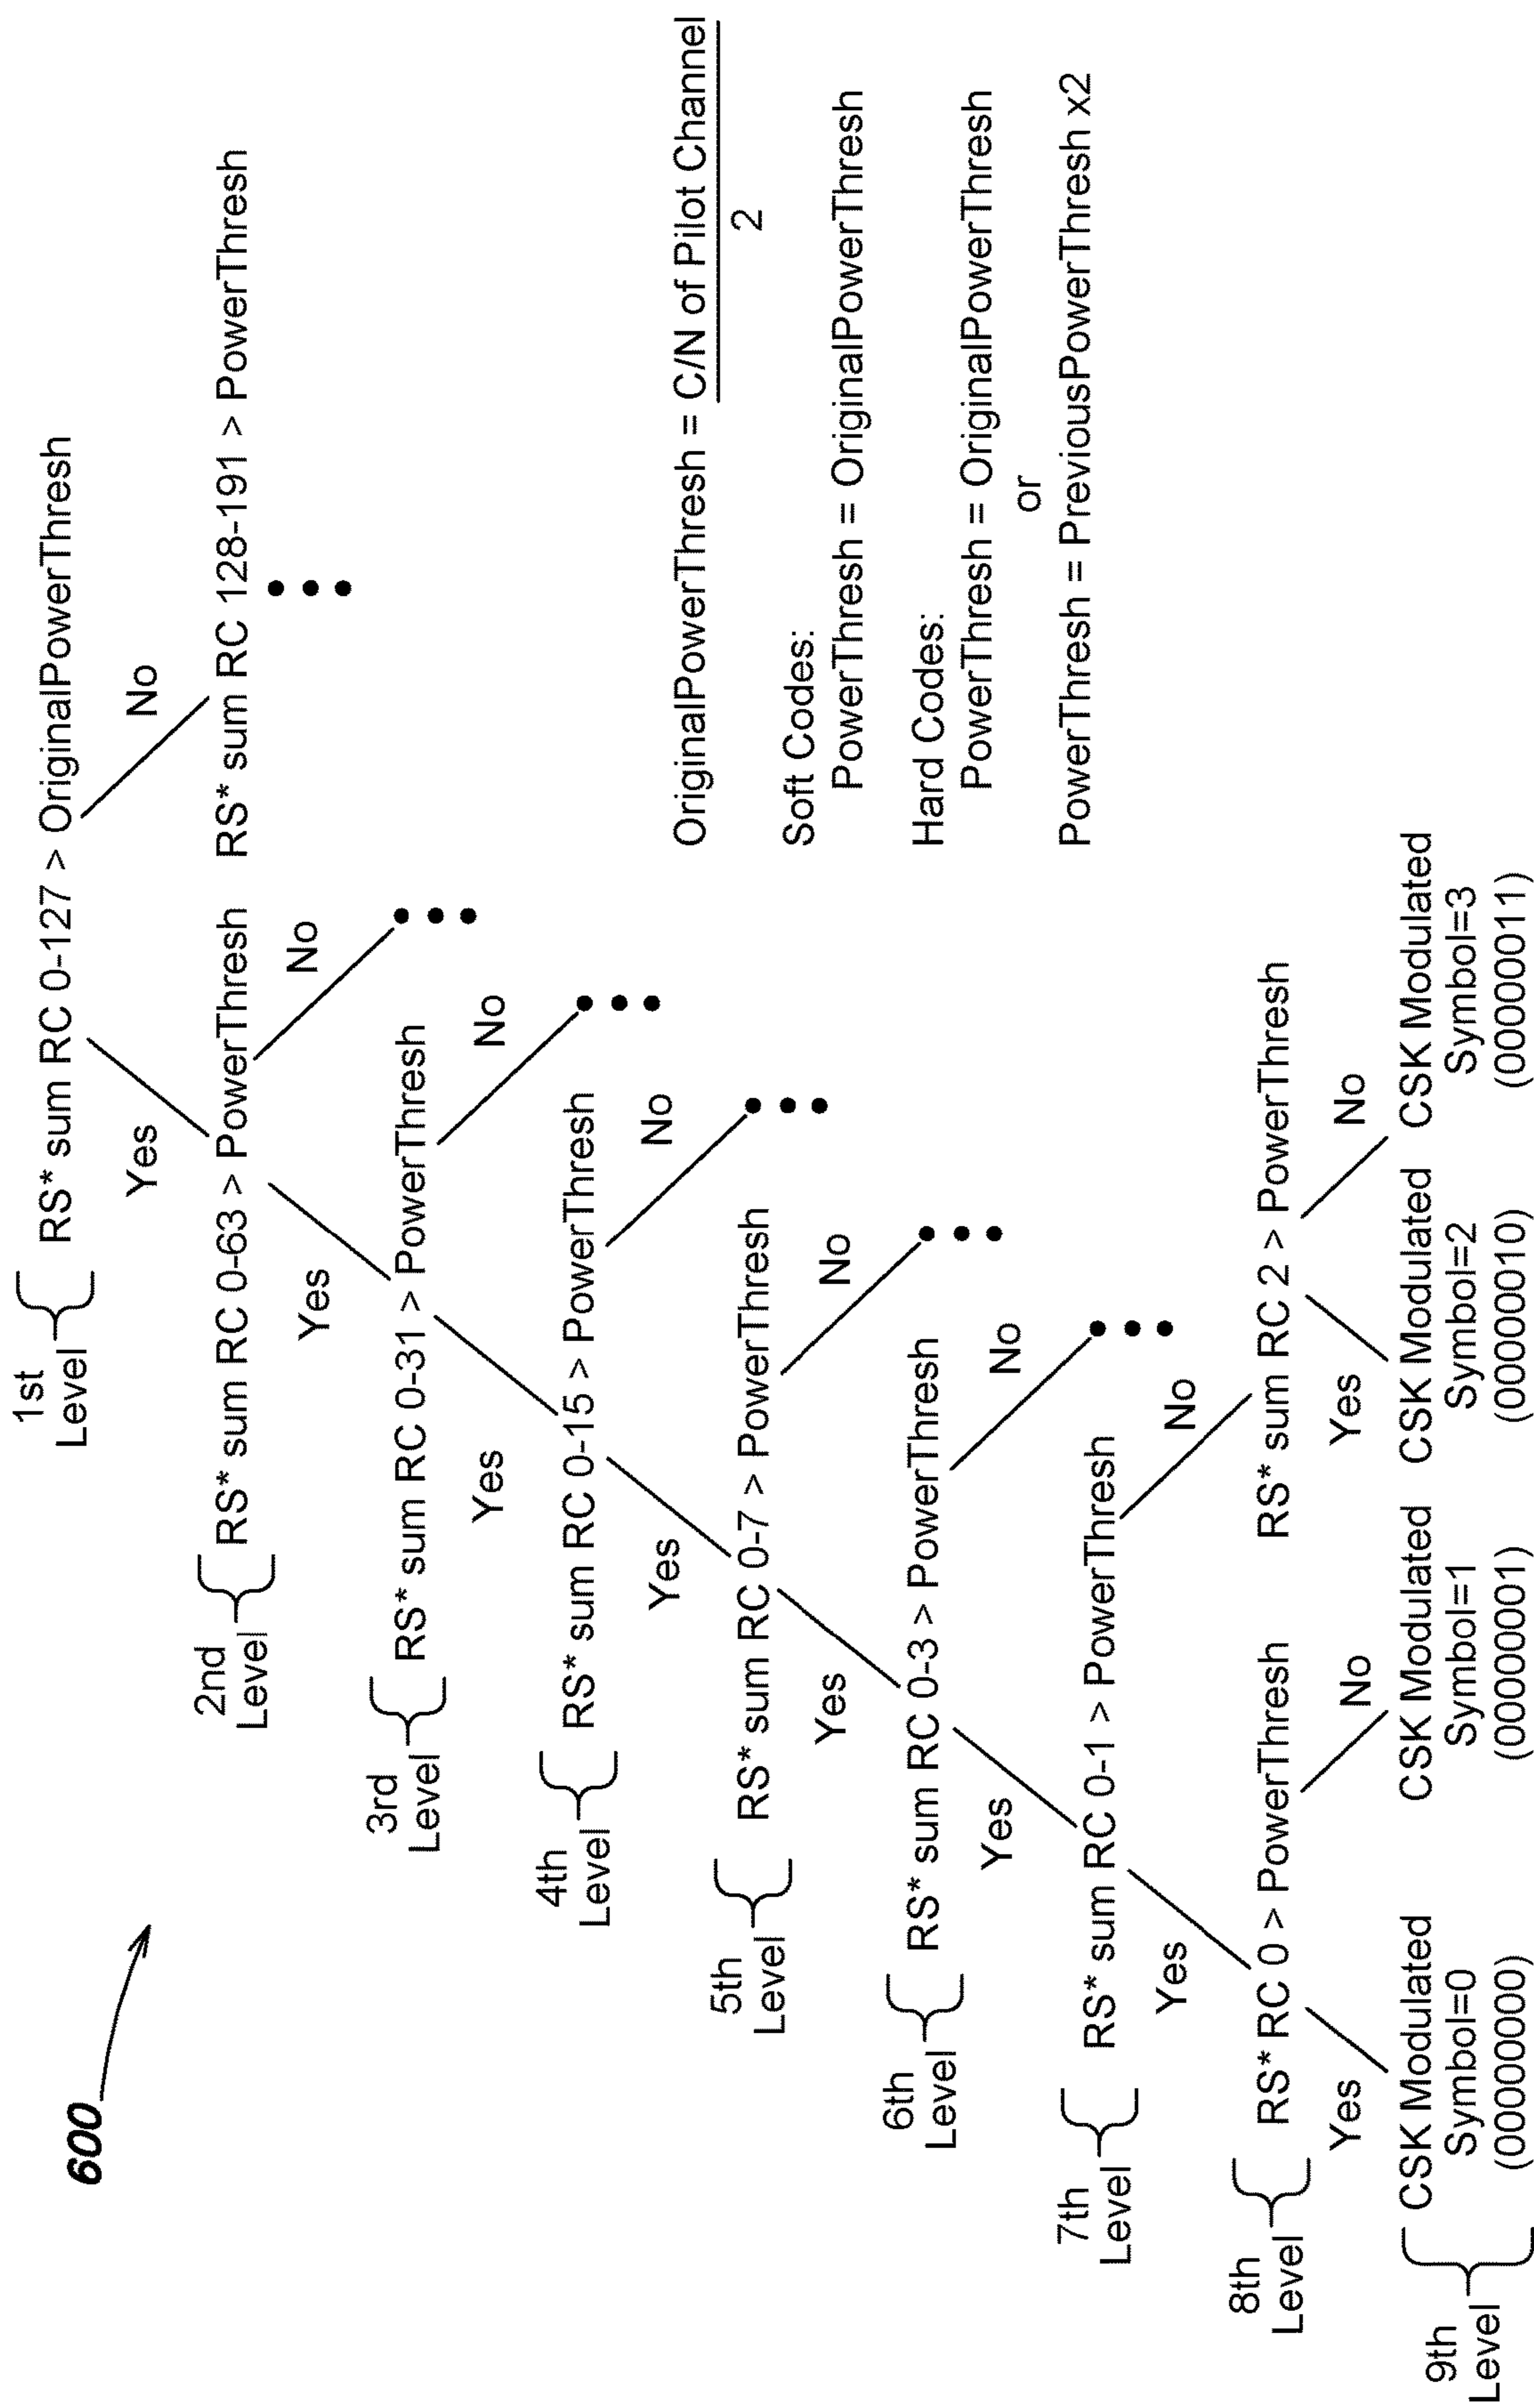 600
1st
Level
RS* sum RC 0-127 > OriginalPowerThresh
Yes
No
2nd
Level
RS* sum RC 0-63 > PowerThresh
RS* sum RC 128-191 > PowerThresh
Yes
No
3rd
Level
RS* sum RC 0-31 > PowerThresh
Yes
No
4th
Level
RS* sum RC 0-15 > PowerThresh
Yes
No
5th
Level
RS* sum RC 0-7 > PowerThresh
Yes
No
6th
Level
RS* sum RC 0-3 > PowerThresh
Yes
No
7th
Level
RS* sum RC 0-1 > PowerThresh
Yes
No
8th
Level
RS* RC 0 > PowerThresh
RS* sum RC 2 > PowerThresh
Yes
No
Yes
No
9th
Level
CSK Modulated
Symbol=0
(00000000)
CSK Modulated
Symbol=1
(00000001)
CSK Modulated
Symbol=2
(00000010)
CSK Modulated
Symbol=3
(00000011)
OriginalPowerThresh = C/N of Pilot Channel
2
Soft Codes:
PowerThresh = OriginalPowerThresh
Hard Codes:
PowerThresh = OriginalPowerThresh
or
PowerThresh = PreviousPowerThresh x2